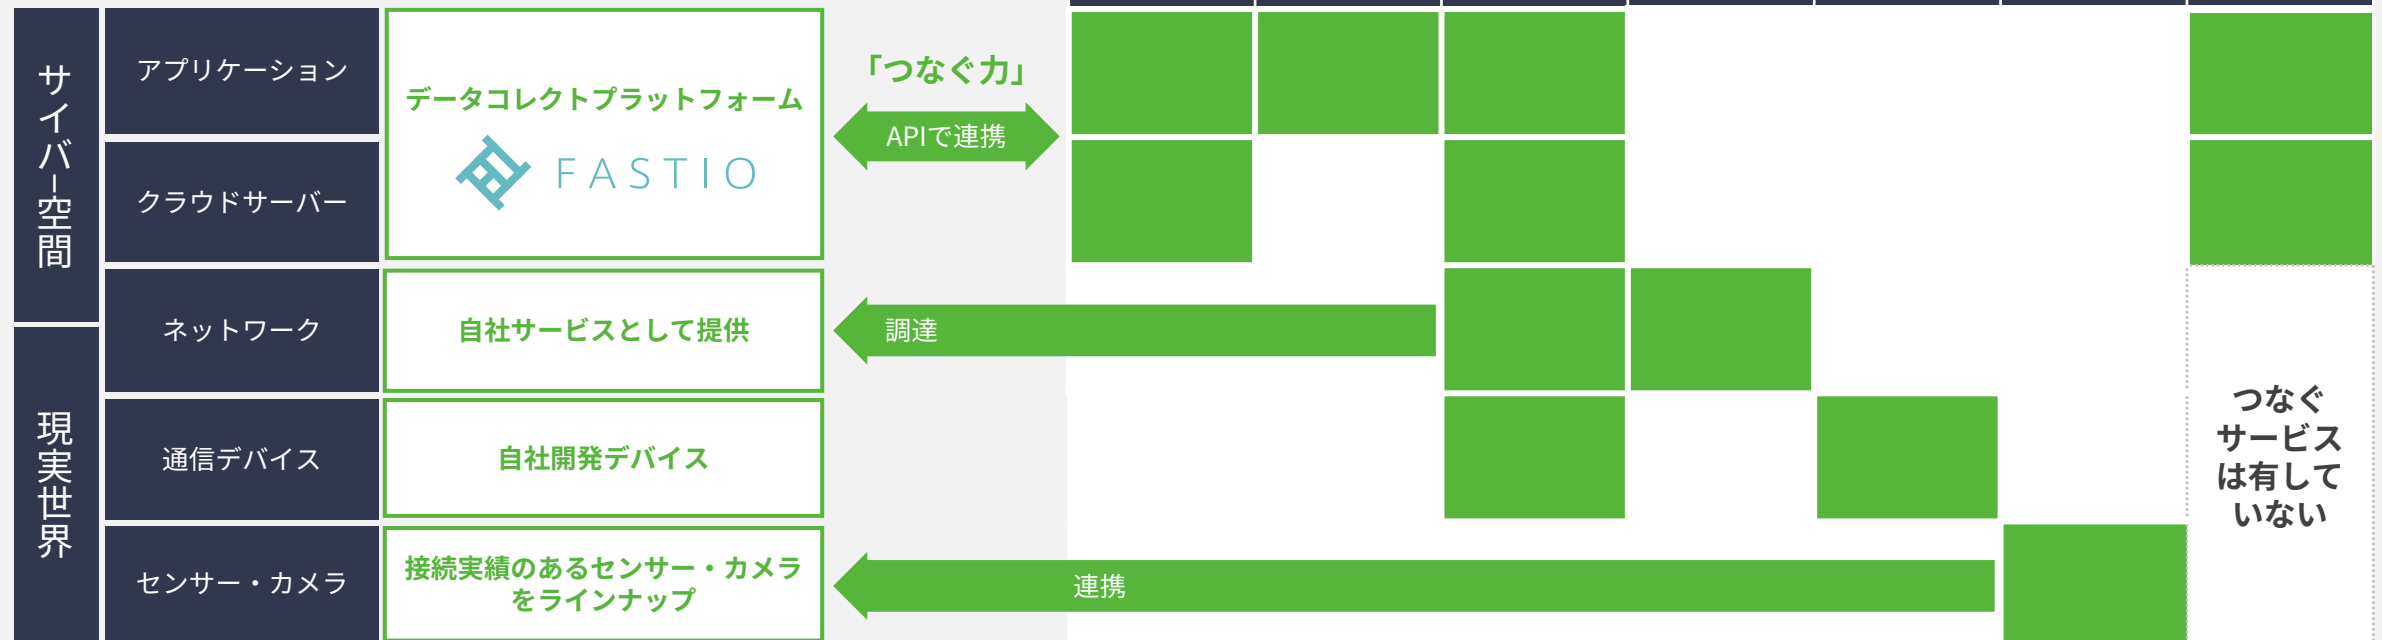 サイバー空間
現実世界
アプリケーション
クラウドサーバー
ネットワーク
通信デバイス
センサー・カメラ
データコレクトプラットフォーム
FASTIO
自社サービスとして提供
自社開発デバイス
接続実績のあるセンサー・カメラ
をラインナップ
「つなぐ力」
APIで連携
調達
連携
つなぐ
サービス
は有して
いない